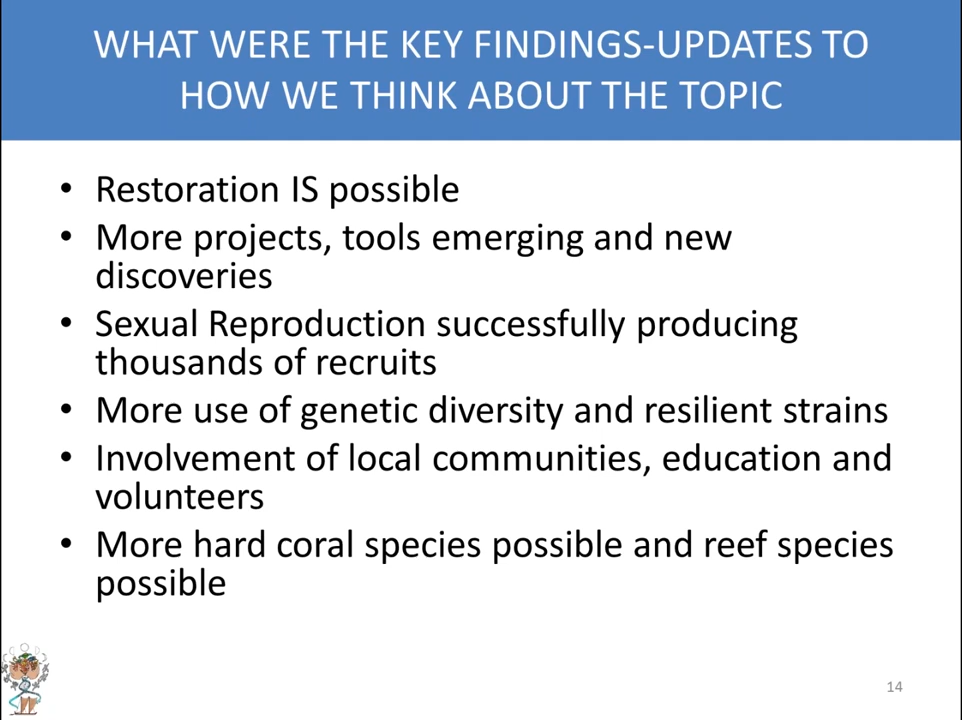 WHAT WERE THE KEY FINDINGS-UPDATES TO
HOW WE THINK ABOUT THE TOPIC
• Restoration IS possible
• More projects, tools emerging and new
discoveries
• Sexual Reproduction successfully producing
thousands of recruits
• More use of genetic diversity and resilient strains
• Involvement of local communities, education and
volunteers
• More hard coral species possible and reef species
possible
14